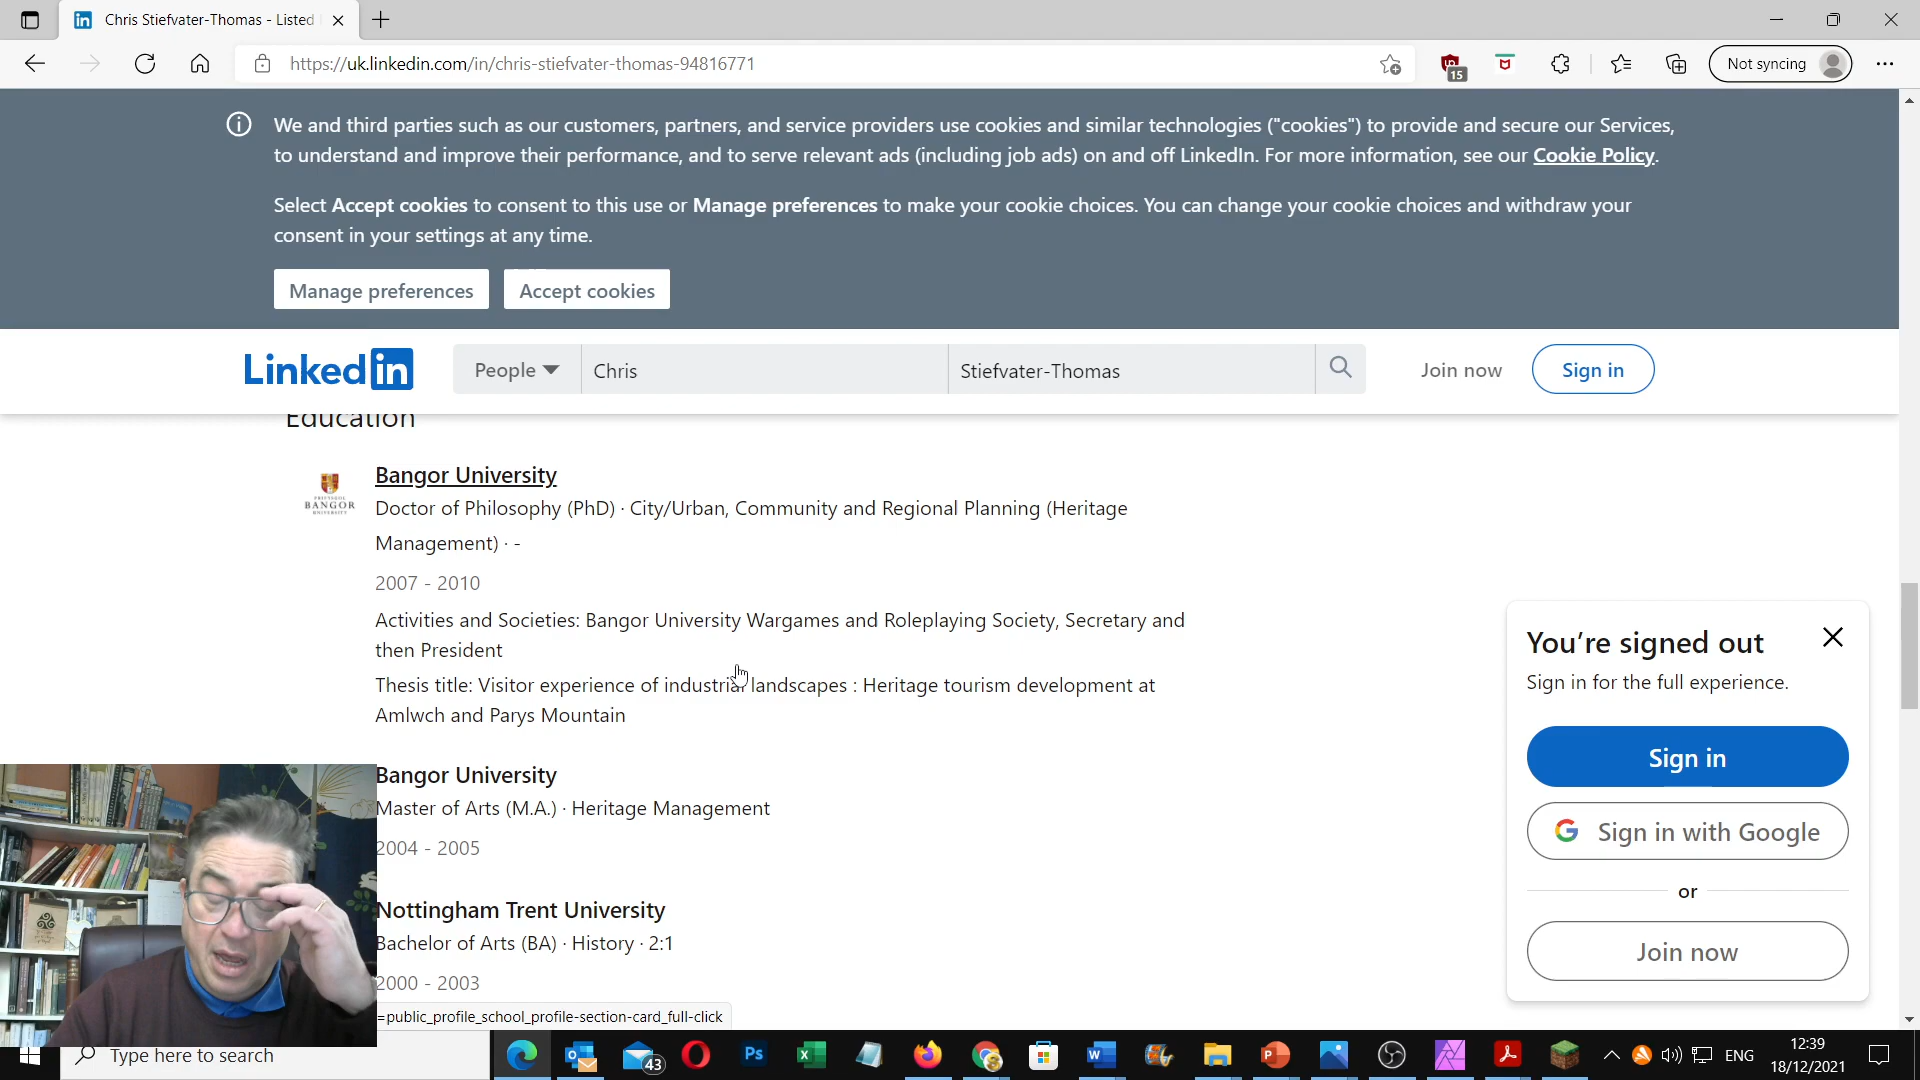 Chris Stiefvater-Thomas - Listed
https://uk.linkedin.com/in/chris-stiefvater-thomas-94816771
15
Not syncing
We and third parties such as our customers, partners, and service providers use cookies and similar technologies ("cookies") to provide and secure our Services,
to understand and improve their performance, and to serve relevant ads (including job ads) on and off LinkedIn. For more information, see our Cookie Policy.
Select Accept cookies to consent to this use or Manage preferences to make your cookie choices. You can change your cookie choices and withdraw your
consent in your settings at any time.
Manage preferences
Accept cookies
Linked in
People
Chris
Stiefvater-Thomas
Join now
Sign in
Education
Bangor University
PRIFYSGOL
BANGOR
UNIVERSITY
Doctor of Philosophy (PhD) · City/Urban, Community and Regional Planning (Heritage
Management) · -
2007 - 2010
Activities and Societies: Bangor University Wargames and Roleplaying Society, Secretary and
then President
Thesis title: Visitor experience of industrial landscapes : Heritage tourism development at
Amlwch and Parys Mountain
Bangor University
Master of Arts (M.A.) · Heritage Management
2004 - 2005
Nottingham Trent University
Bachelor of Arts (BA) · History · 2:1
2000 - 2003
=public_profile_school_profile-section-card_full-click
You're signed out
Sign in for the full experience.
Sign in
Sign in with Google
or
Join now
Type here to search
43
Ps
ENG
12:39
18/12/2021